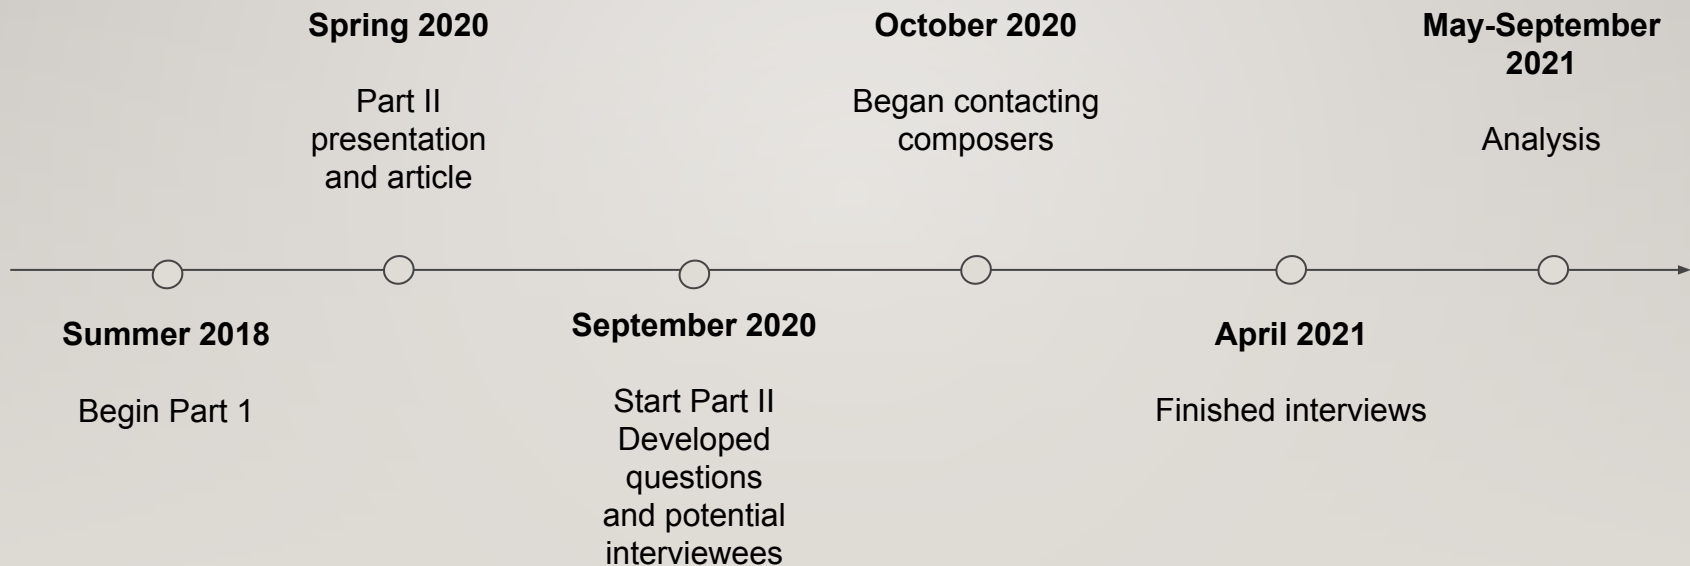 Spring 2020
Part II
presentation
and article
October 2020
Began contacting
composers
May-September
2021
Analysis
Summer 2018
Begin Part 1
September 2020
Start Part II
Developed
questions
and potential
interviewees
April 2021
Finished interviews